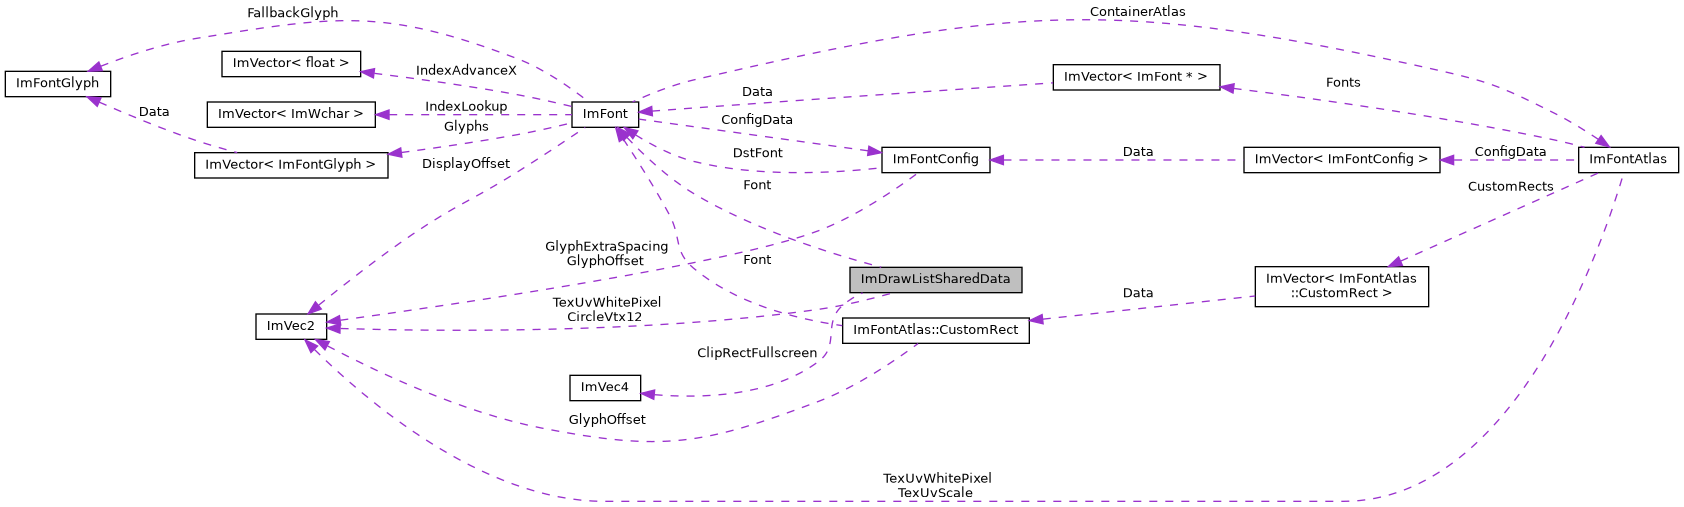 FallbackGlyph
ContainerAtlas
ImVector< float >
IndexAdvanceX
ImFontGlyph
ImVector< ImFont * >
Fonts
Data
Data
IndexLookup
ImVector< ImWchar >
ImFont
ConfigData
Glyphs
ImVector< ImFontGlyph >
DisplayOffset
DstFont
ImFontConfig
Data
ImVector< ImFontConfig >
ConfigData
ImFontAtlas
Font
CustomRects
GlyphExtraSpacing
GlyphOffset
Font
ImDrawListSharedData
ImVector< ImFontAtlas
::CustomRect >
Data
TexUvWhitePixel
CircleVtx12
ImVec2
ImFontAtlas::CustomRect
ClipRectFullscreen
ImVec4
GlyphOffset
TexUvWhitePixel
TexUvScale